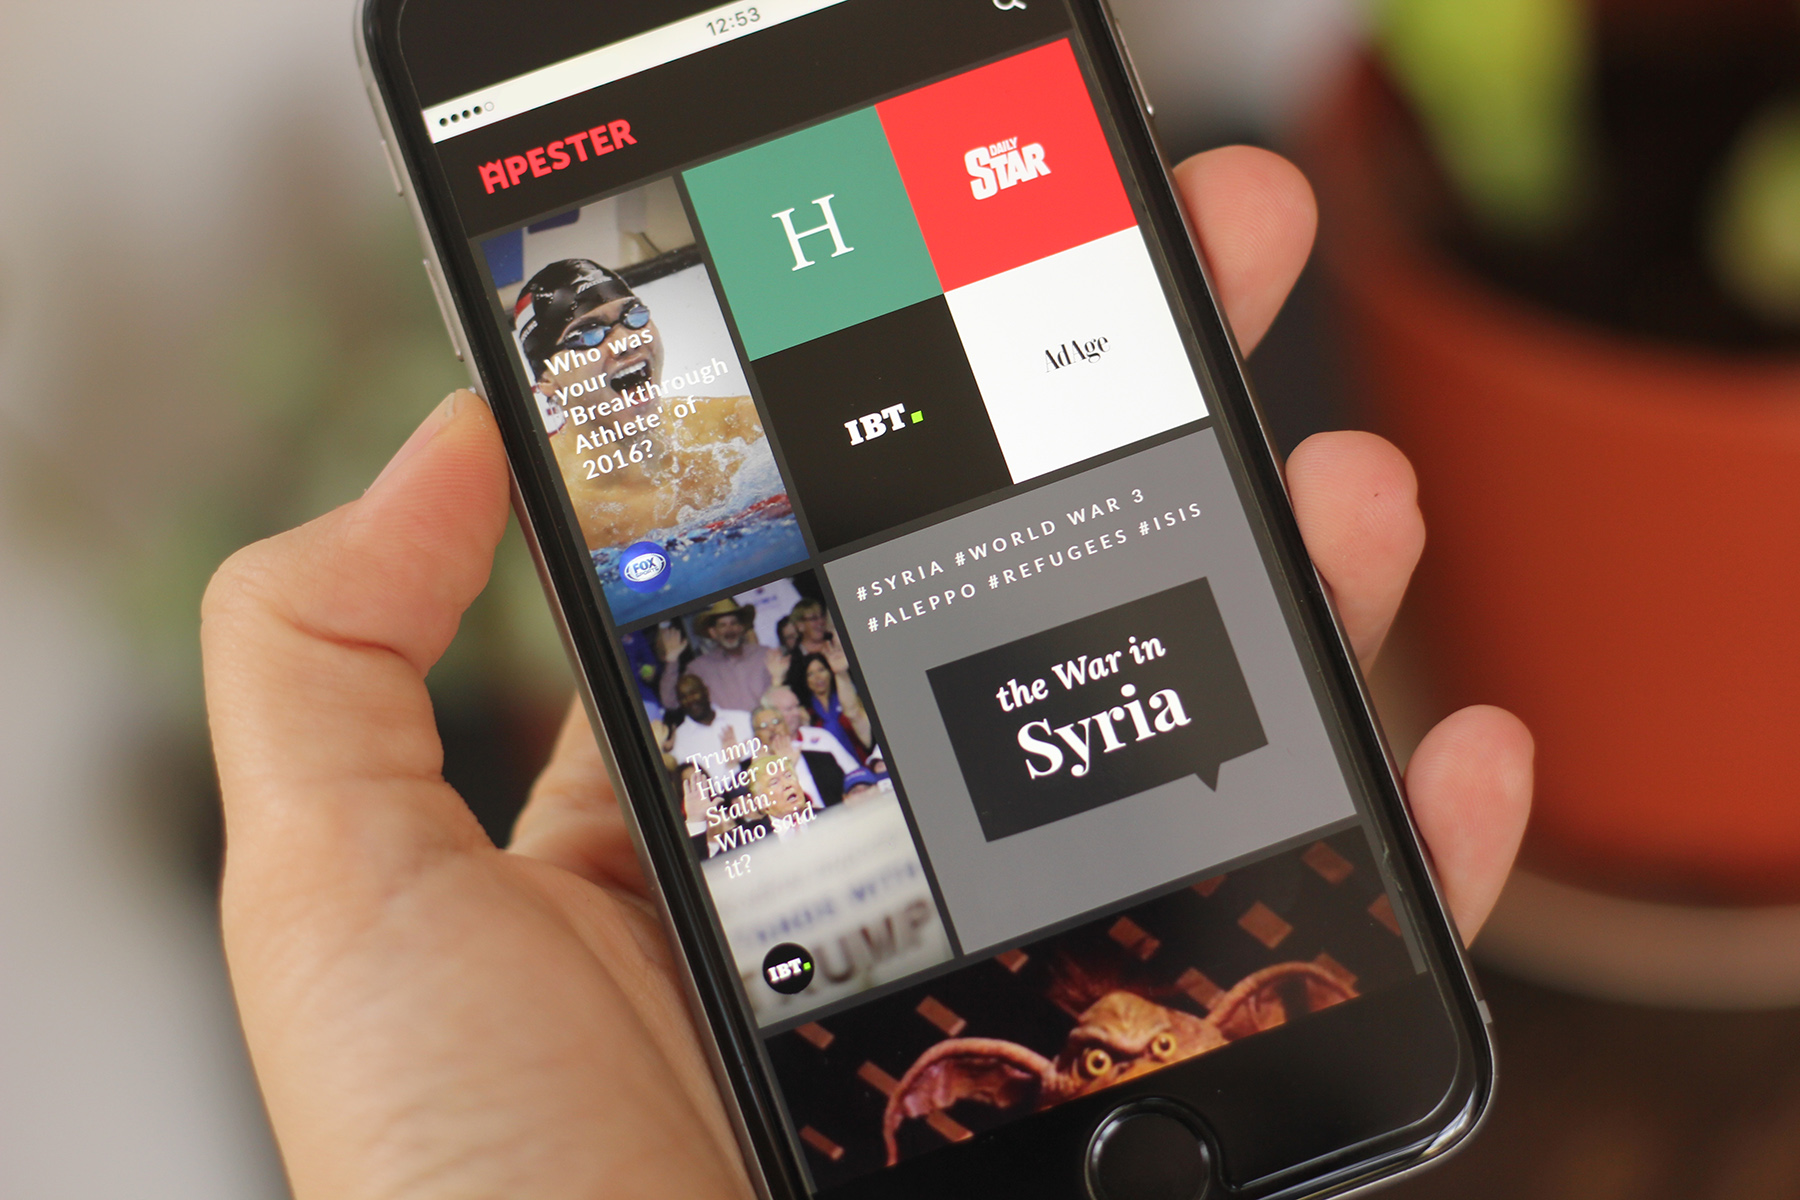 12:53
APESTER
Who was
your
'Breakthrough
Athlete' of
2016?
FOX
SPORTS
H
DAILY
STAR
IBT
AdAge
#SYRIA #WORLD WAR 3
#ALEPPO #REFUGEES #ISIS
the War in
Syria
Trump,
Hitler or
Stalin:
Who said
it?
TRUMP
IBT